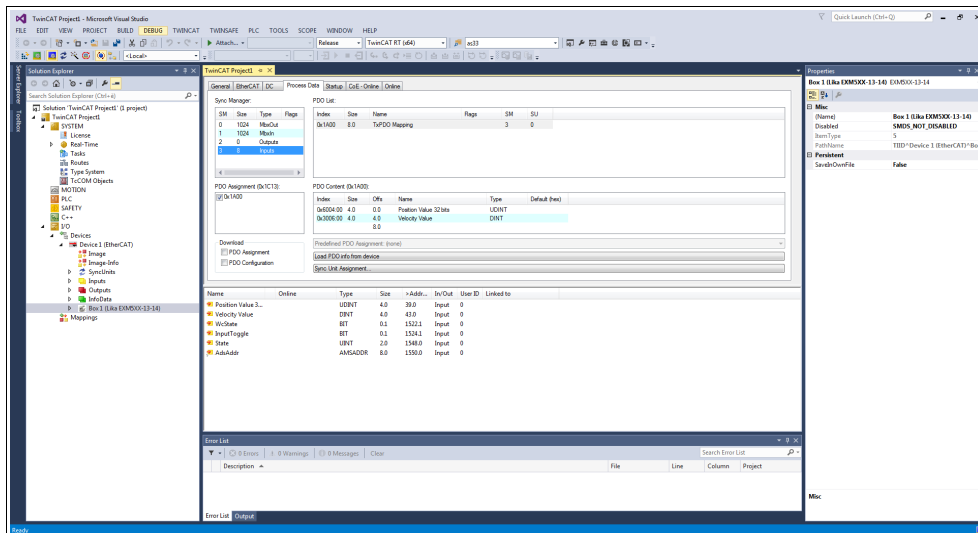 TwinCAT Project1 - Microsoft Visual Studio
Quick Launch (Ctrl+Q)
FILE EDIT VIEW PROJECT BUILD DEBUG TWINCAT TWINSAFE PLC TOOLS SCOPE WINDOW HELP
Attach... Release TwinCAT RT (x64) as33
<Local>
Server Explorer
Toolbox
Solution Explorer
Search Solution Explorer (Ctrl+è)
Solution 'TwinCAT Project1' (1 project)
TwinCAT Project1
SYSTEM
License
Real-Time
Tasks
Routes
Type System
TcCOM Objects
MOTION
PLC
SAFETY
C++
I/O
Devices
Device 1 (EtherCAT)
Image
Image-Info
SyncUnits
Inputs
Outputs
InfoData
Box 1 (Lika EXM5XX-13-14)
Mappings
TwinCAT Project1
General EtherCAT DC Process Data Startup CoE - Online Online
Sync Manager:
SM Size Type Flags
0 1024 MbxOut
1 1024 MbxIn
2 0 Outputs
3 8 Inputs
PDO List:
Index Size Name Flags SM SU
0x1A00 8.0 TxPDO Mapping 3 0
PDO Assignment (0x1C13):
0x1A00
PDO Content (0x1A00):
Index Size Offs Name Type Default (hex)
0x6004:00 4.0 0.0 Position Value 32 bits UDINT
0x3006:00 4.0 4.0 Velocity Value DINT
8.0
Download
PDO Assignment
PDO Configuration
Predefined PDO Assignment: (none)
Load PDO info from device
Sync Unit Assignment...
Name Online Type Size >Addr... In/Out User ID Linked to
Position Value 3... UDINT 4.0 39.0 Input 0
Velocity Value DINT 4.0 43.0 Input 0
WcState BIT 0.1 1522.1 Input 0
InputToggle BIT 0.1 1524.1 Input 0
State UINT 2.0 1548.0 Input 0
AdsAddr AMSADDR 8.0 1550.0 Input 0
Error List
0 Errors 0 Warnings 0 Messages Clear
Search Error List
Description File Line Column Project
Error List Output
Properties
Box 1 (Lika EXM5XX-13-14) EXM5XX-13-14
Misc
(Name) Box 1 (Lika EXM5XX-13-14)
Disabled SMDS_NOT_DISABLED
ItemType 5
PathName TIID^Device 1 (EtherCAT)^Bo
Persistent
SaveInOwnFile False
Misc
Ready